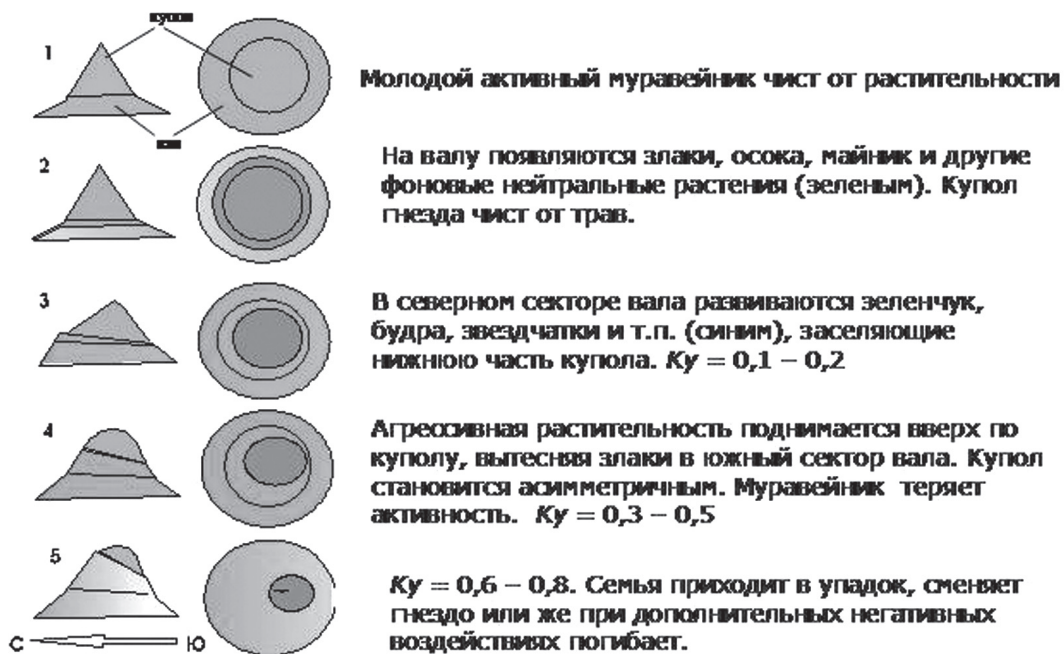 купол
1
Молодой активный муравейник чист от растительности
вал
2
На валу появляются злаки, осока, майник и другие
фоновые нейтральные растения (зеленым). Купол
гнезда чист от трав.
3
В северном секторе вала развиваются зеленчук,
будра, звездчатки и т.п. (синим), заселяющие
нижнюю часть купола. Ку = 0,1 – 0,2
4
Агрессивная растительность поднимается вверх по
куполу, вытесняя злаки в южный сектор вала. Купол
становится асимметричным. Муравейник теряет
активность. Ку = 0,3 – 0,5
5
Ку = 0,6 – 0,8. Семья приходит в упадок, сменяет
гнездо или же при дополнительных негативных
воздействиях погибает.
С Ю